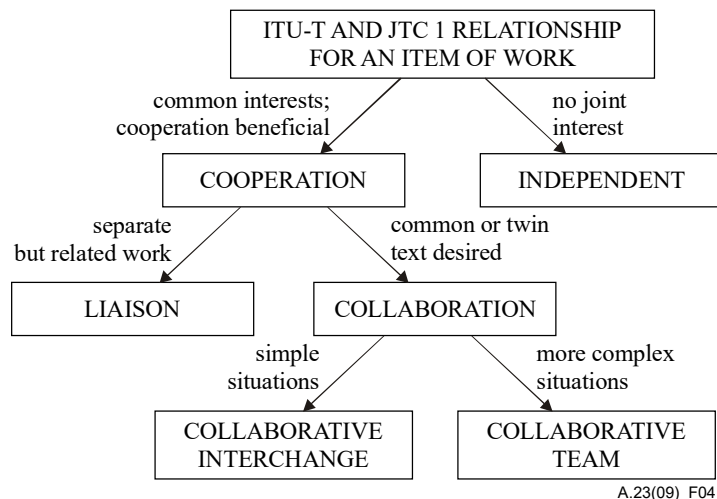 ITU-T AND JTC 1 RELATIONSHIP
FOR AN ITEM OF WORK
common interests;
cooperation beneficial
no joint
interest
COOPERATION
INDEPENDENT
separate
but related work
common or twin
text desired
LIAISON
COLLABORATION
simple
situations
more complex
situations
COLLABORATIVE
INTERCHANGE
COLLABORATIVE
TEAM
A.23(09)_F04